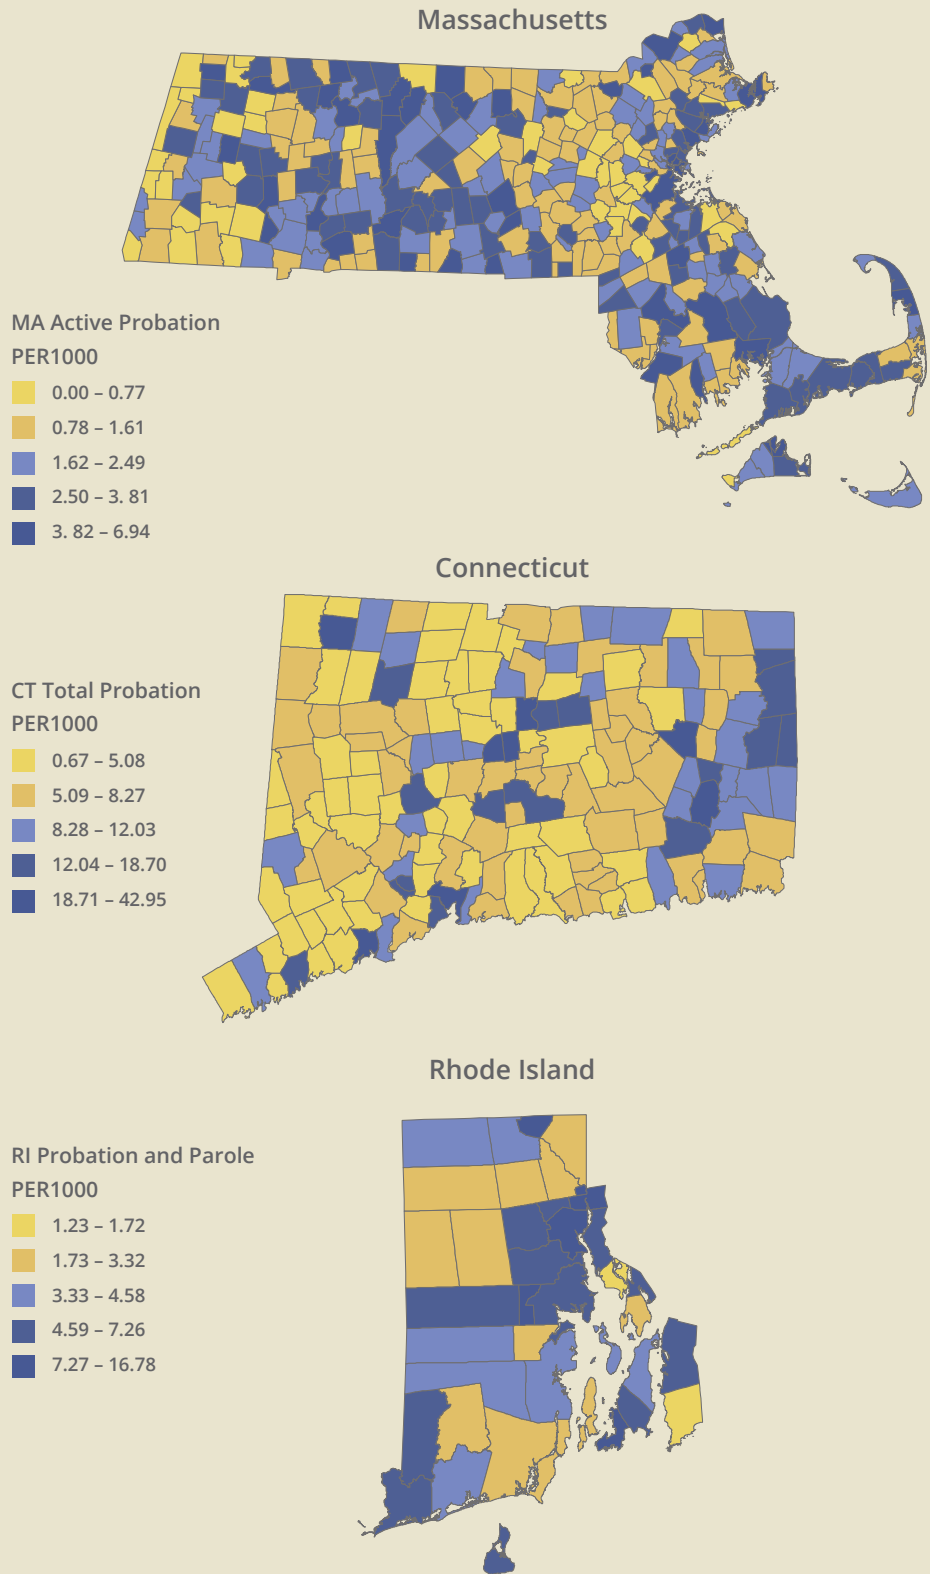 Massachusetts
MA Active Probation
PER1000
0.00 – 0.77
0.78 – 1.61
1.62 – 2.49
2.50 – 3. 81
3. 82 – 6.94
Connecticut
CT Total Probation
PER1000
0.67 – 5.08
5.09 – 8.27
8.28 – 12.03
12.04 – 18.70
18.71 – 42.95
Rhode Island
RI Probation and Parole
PER1000
1.23 – 1.72
1.73 – 3.32
3.33 – 4.58
4.59 – 7.26
7.27 – 16.78